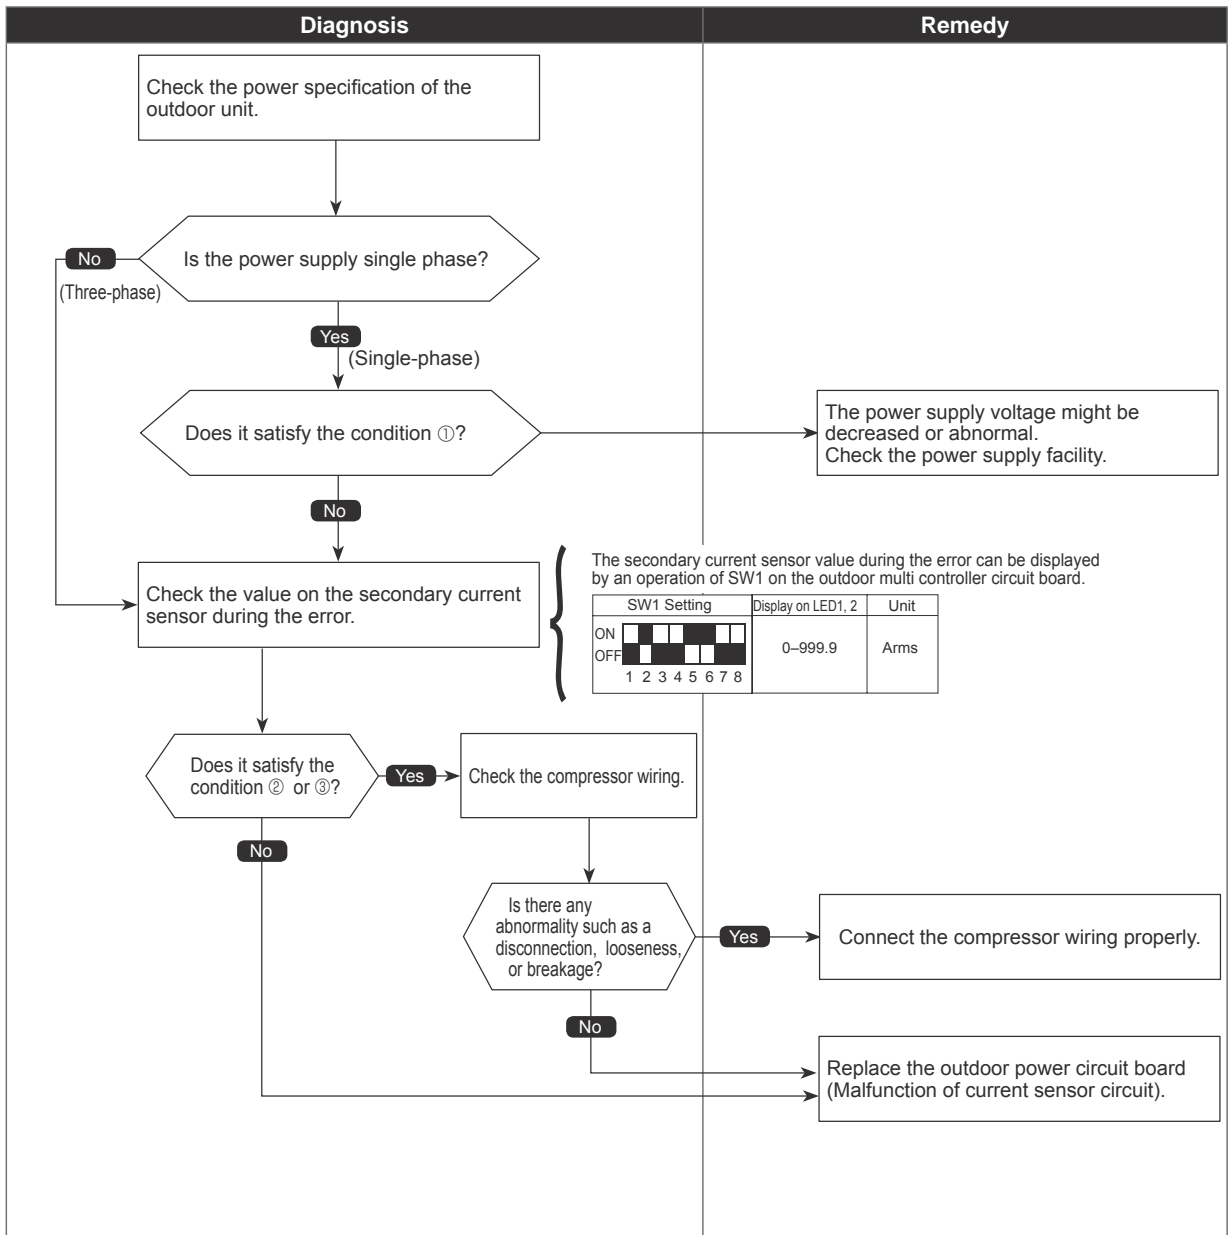 Diagnosis
Remedy
Check the power specification of the
outdoor unit.
Is the power supply single phase?
No
(Three-phase)
Yes
(Single-phase)
Does it satisfy the condition ①?
The power supply voltage might be
decreased or abnormal.
Check the power supply facility.
No
Check the value on the secondary current
sensor during the error.
The secondary current sensor value during the error can be displayed
by an operation of SW1 on the outdoor multi controller circuit board.
SW1 Setting
Display on LED1, 2
Unit
ON
OFF
1 2 3 4 5 6 7 8
0–999.9
Arms
Does it satisfy the
condition ② or ③?
Yes
Check the compressor wiring.
No
Is there any
abnormality such as a
disconnection, looseness,
or breakage?
Yes
Connect the compressor wiring properly.
No
Replace the outdoor power circuit board
(Malfunction of current sensor circuit).